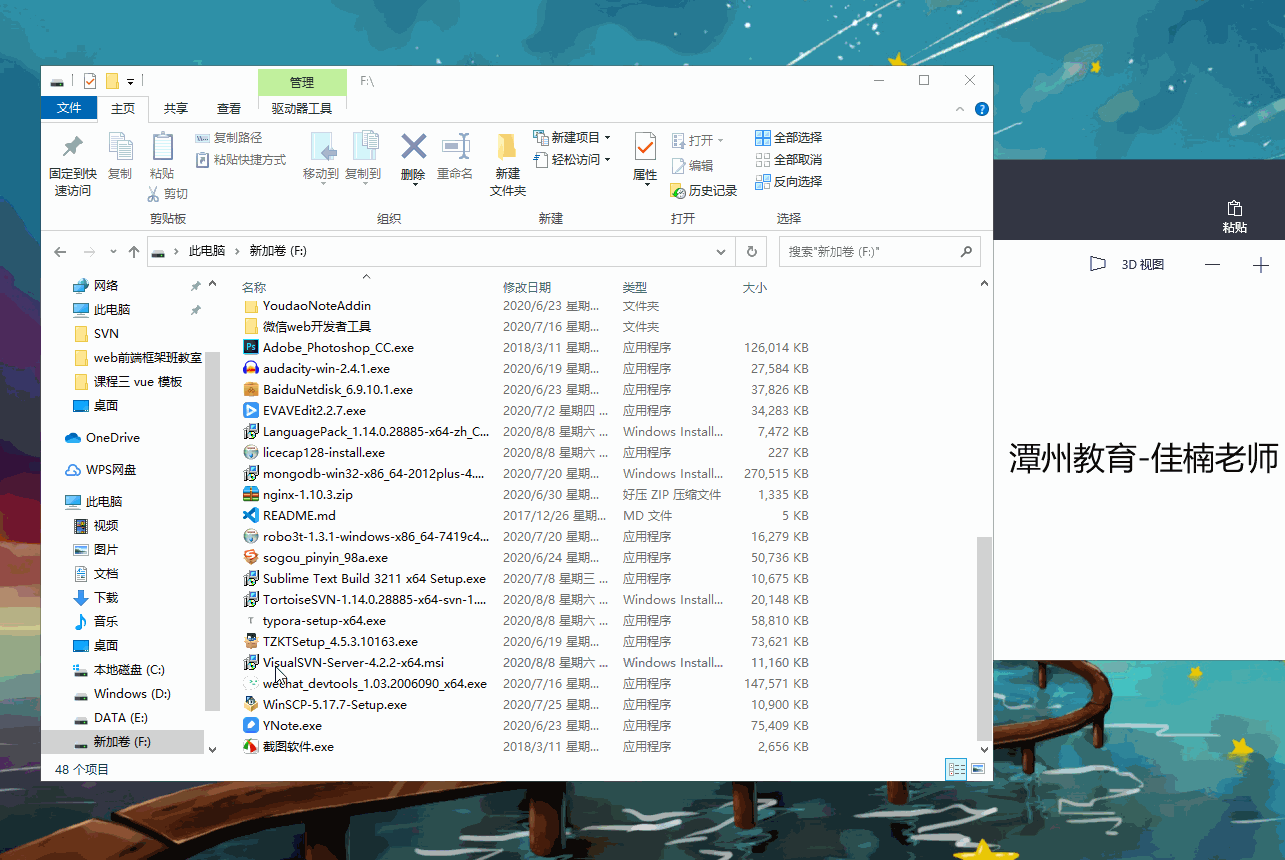 管理 F:\
文件 主页 共享 查看 驱动器工具
固定到快速访问 复制 粘贴 复制路径 粘贴快捷方式 剪切 移动到 复制到 删除 重命名 新建文件夹 新建项目 轻松访问 属性 打开 编辑 历史记录 全部选择 全部取消 反向选择
剪贴板 组织 新建 打开 选择
此电脑 新加卷 (F:) 搜索"新加卷 (F:)"
网络
此电脑
SVN
web前端框架班教室
课程三 vue 模板
桌面
OneDrive
WPS网盘
此电脑
视频
图片
文档
下载
音乐
桌面
本地磁盘 (C:)
Windows (D:)
DATA (E:)
新加卷 (F:)
名称 修改日期 类型 大小
YoudaoNoteAddin 2020/6/23 星期... 文件夹
微信web开发者工具 2020/7/16 星期... 文件夹
Adobe_Photoshop_CC.exe 2018/3/11 星期... 应用程序 126,014 KB
audacity-win-2.4.1.exe 2020/6/19 星期... 应用程序 27,584 KB
BaiduNetdisk_6.9.10.1.exe 2020/6/23 星期... 应用程序 37,826 KB
EVAVEdit2.2.7.exe 2020/7/2 星期四 ... 应用程序 34,283 KB
LanguagePack_1.14.0.28885-x64-zh_C... 2020/8/8 星期六 ... Windows Install... 7,472 KB
licecap128-install.exe 2020/8/8 星期六 ... 应用程序 227 KB
mongodb-win32-x86_64-2012plus-4.... 2020/7/20 星期... Windows Install... 270,515 KB
nginx-1.10.3.zip 2020/6/30 星期... 好压 ZIP 压缩文件 1,335 KB
README.md 2017/12/26 星期... MD 文件 5 KB
robo3t-1.3.1-windows-x86_64-7419c4... 2020/7/20 星期... 应用程序 16,279 KB
sogou_pinyin_98a.exe 2020/6/24 星期... 应用程序 50,736 KB
Sublime Text Build 3211 x64 Setup.exe 2020/7/8 星期三 ... 应用程序 10,675 KB
TortoiseSVN-1.14.0.28885-x64-svn-1.... 2020/8/8 星期六 ... Windows Install... 20,148 KB
typora-setup-x64.exe 2020/8/8 星期六 ... 应用程序 58,810 KB
TZKTSetup_4.5.3.10163.exe 2020/6/19 星期... 应用程序 73,621 KB
VisualSVN-Server-4.2.2-x64.msi 2020/8/8 星期六 ... Windows Install... 11,160 KB
wechat_devtools_1.03.2006090_x64.exe 2020/7/16 星期... 应用程序 147,571 KB
WinSCP-5.17.7-Setup.exe 2020/7/25 星期... 应用程序 10,900 KB
YNote.exe 2020/6/23 星期... 应用程序 75,409 KB
截图软件.exe 2018/3/11 星期... 应用程序 2,656 KB
48 个项目
粘贴
3D 视图
潭州教育-佳楠老师